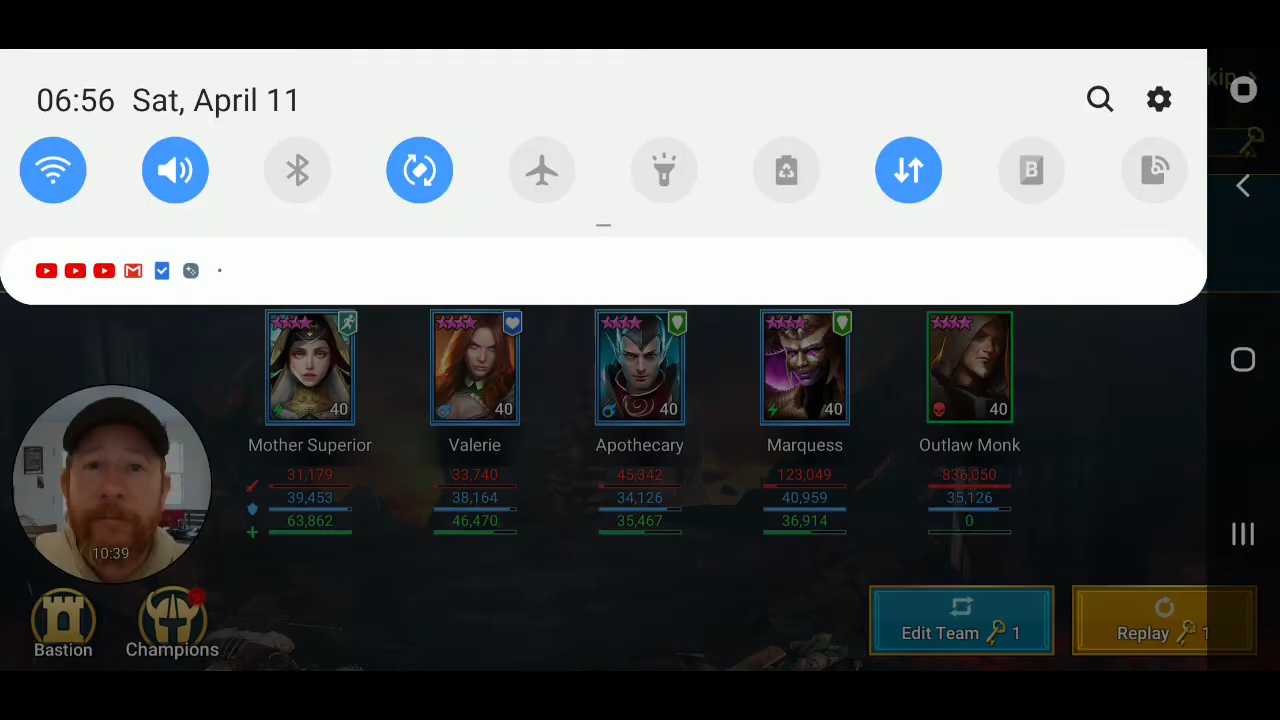 06:56 Sat, April 11
kip
B
40
40
40
40
40
Mother Superior
Valerie
Apothecary
Marquess
Outlaw Monk
31,179
33,740
45,342
123,049
836,050
39,453
38,164
34,126
40,959
35,126
63,862
46,470
35,467
36,914
0
10:39
Bastion
Champions
Edit Team 1
Replay 1